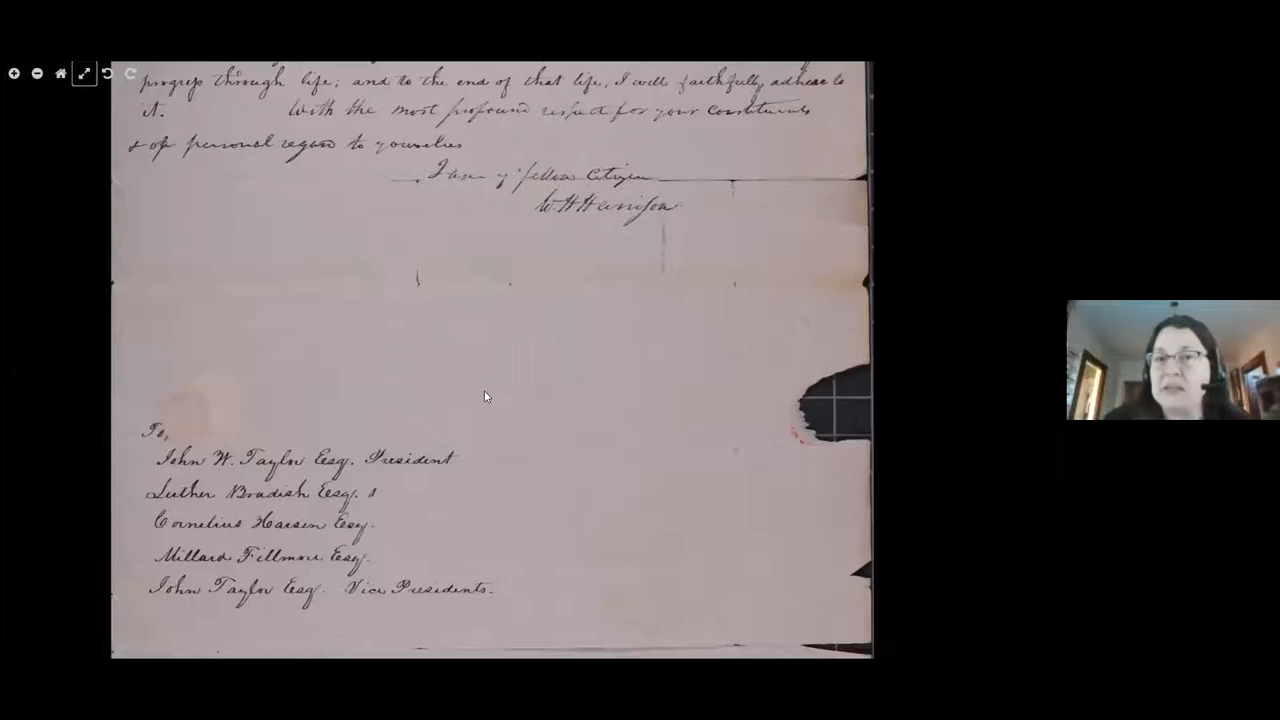 progress through life; and to the end of that life, I will faithfully adhere to
it. With the most profound respect for your constituents
& of personal regard to yourselves
I am yr fellow Citizen
W. H. Harrison
To,
John W. Taylor Esq. President
Luther Bradish Esq.
Cornelius Harsen Esq.
Millard Fillmore Esq.
John Taylor Esq. Vice Presidents.